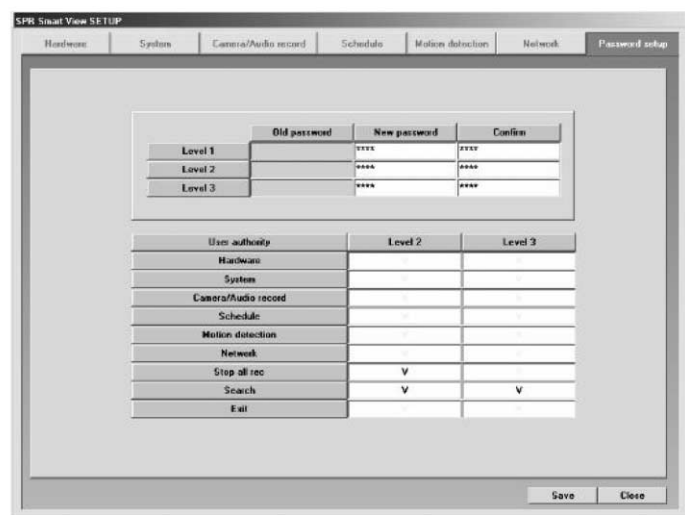 SPR Smart View SETUP
Hardware System Camera/Audio record Schedule Motion detection Network Password setup
Old password New password Confirm
Level 1 **** ****
Level 2 **** ****
Level 3 **** ****
User authority Level 2 Level 3
Hardware
System
Camera/Audio record
Schedule
Motion detection
Network
Stop all rec V
Search V V
Exit
Save Close